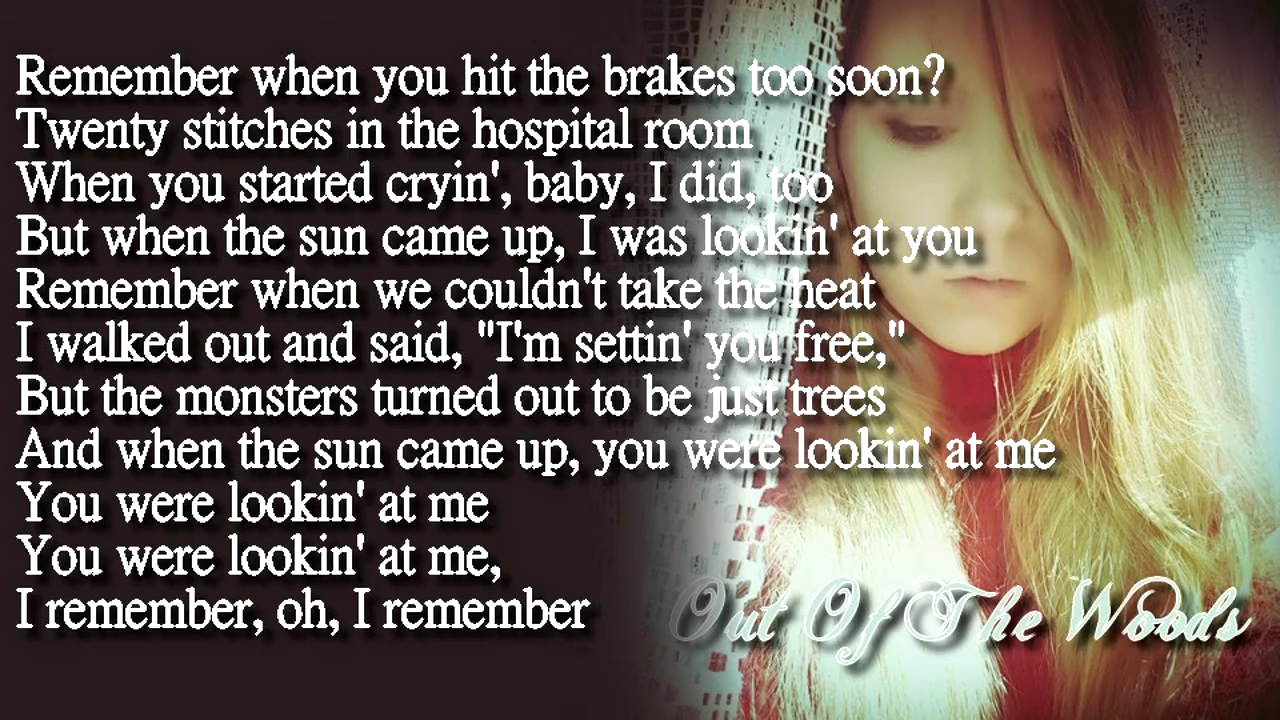 Remember when you hit the brakes too soon?
Twenty stitches in the hospital room
When you started cryin', baby, I did, too
But when the sun came up, I was lookin' at you
Remember when we couldn't take the heat
I walked out and said, "I'm settin' you free,"
But the monsters turned out to be just trees
And when the sun came up, you were lookin' at me
You were lookin' at me
You were lookin' at me,
I remember, oh, I remember
Out Of The Woods